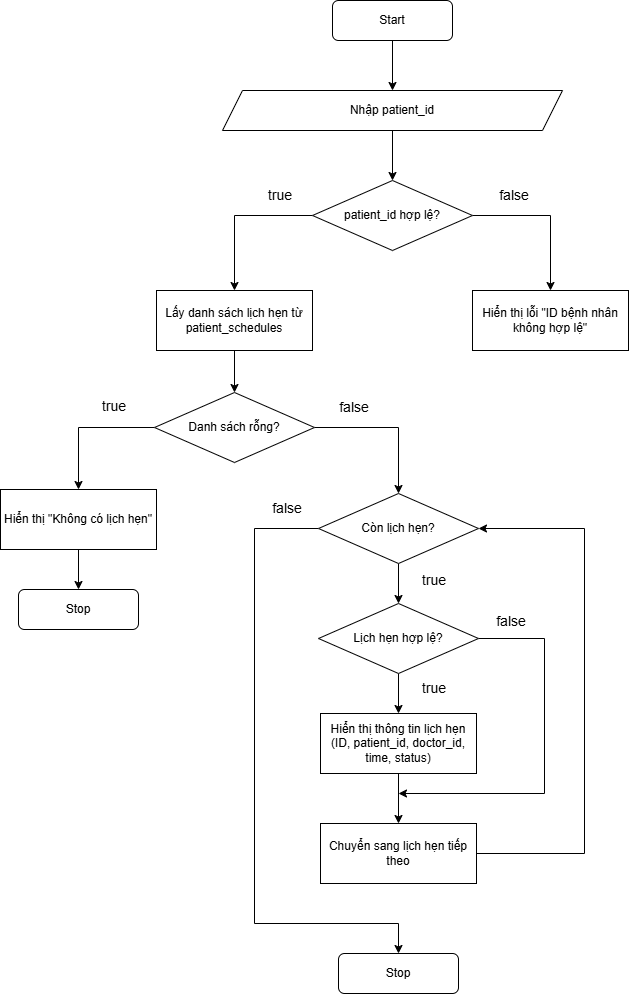 Start
Nhập patient_id
true
false
patient_id hợp lệ?
Lấy danh sách lịch hẹn từ
patient_schedules
Hiển thị lỗi "ID bệnh nhân
không hợp lệ"
true
false
Danh sách rỗng?
Hiển thị "Không có lịch hẹn"
false
Còn lịch hẹn?
true
Stop
false
Lịch hẹn hợp lệ?
true
Hiển thị thông tin lịch hẹn
(ID, patient_id, doctor_id,
time, status)
Chuyển sang lịch hẹn tiếp
theo
Stop